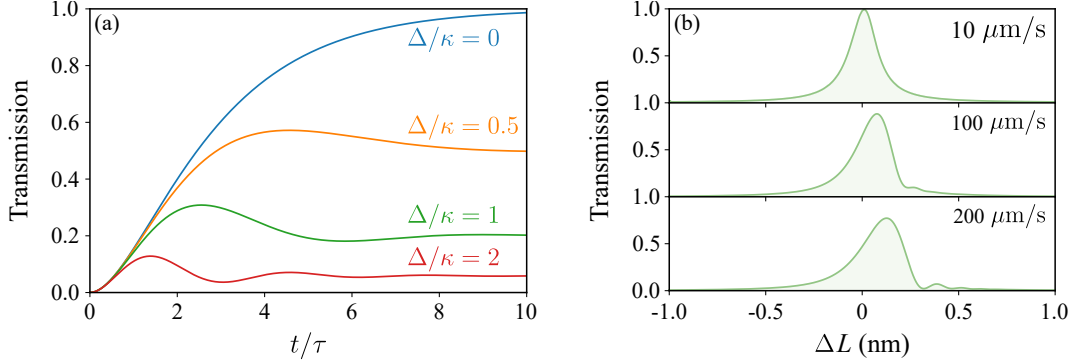 (a)
Transmission
1.0
0.8
0.6
0.4
0.2
0.0
Δ/κ = 0
Δ/κ = 0.5
Δ/κ = 1
Δ/κ = 2
0 2 4 6 8 10
t/τ
(b)
Transmission
1.0
0.5
1.0
0.5
1.0
0.5
0.0
10 μm/s
100 μm/s
200 μm/s
-1.0 -0.5 0 0.5 1.0
ΔL (nm)